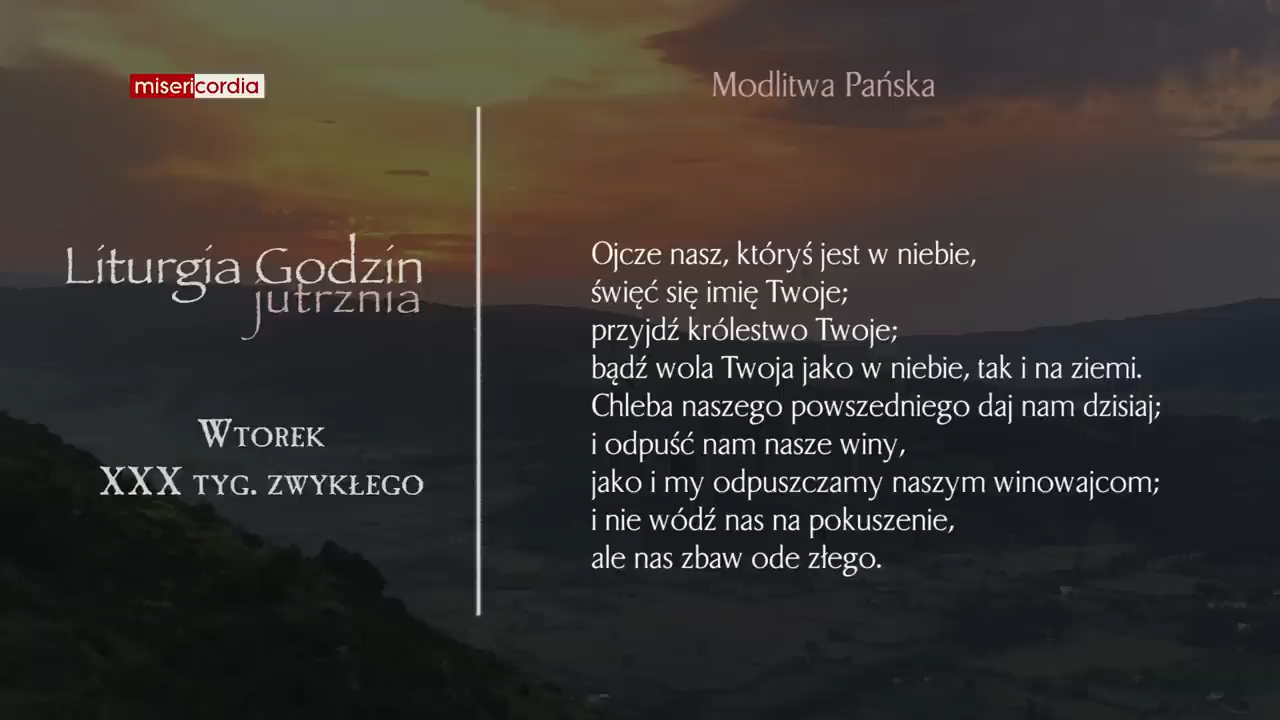 misericordia
Liturgia Godzin
jutrznia
Wtorek
XXX tyg. zwykłego
Modlitwa Pańska
Ojcze nasz, któryś jest w niebie,
święć się imię Twoje;
przyjdź królestwo Twoje;
bądź wola Twoja jako w niebie, tak i na ziemi.
Chleba naszego powszedniego daj nam dzisiaj;
i odpuść nam nasze winy,
jako i my odpuszczamy naszym winowajcom;
i nie wódź nas na pokuszenie,
ale nas zbaw ode złego.